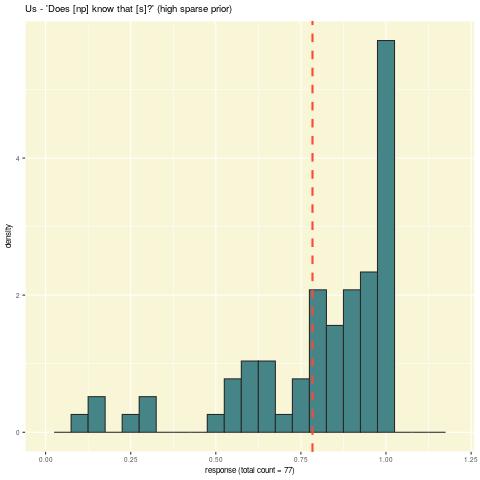 Us - 'Does [np] know that [s]?' (high sparse prior)
density
4
2
0
0.00 0.25 0.50 0.75 1.00 1.25
response (total count = 77)